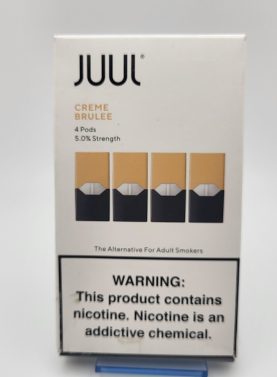 JUUL®
CREME
BRULEE
4 Pods
5.0% Strength
The Alternative For Adult Smokers
WARNING:
This product contains
nicotine. Nicotine is an
addictive chemical.